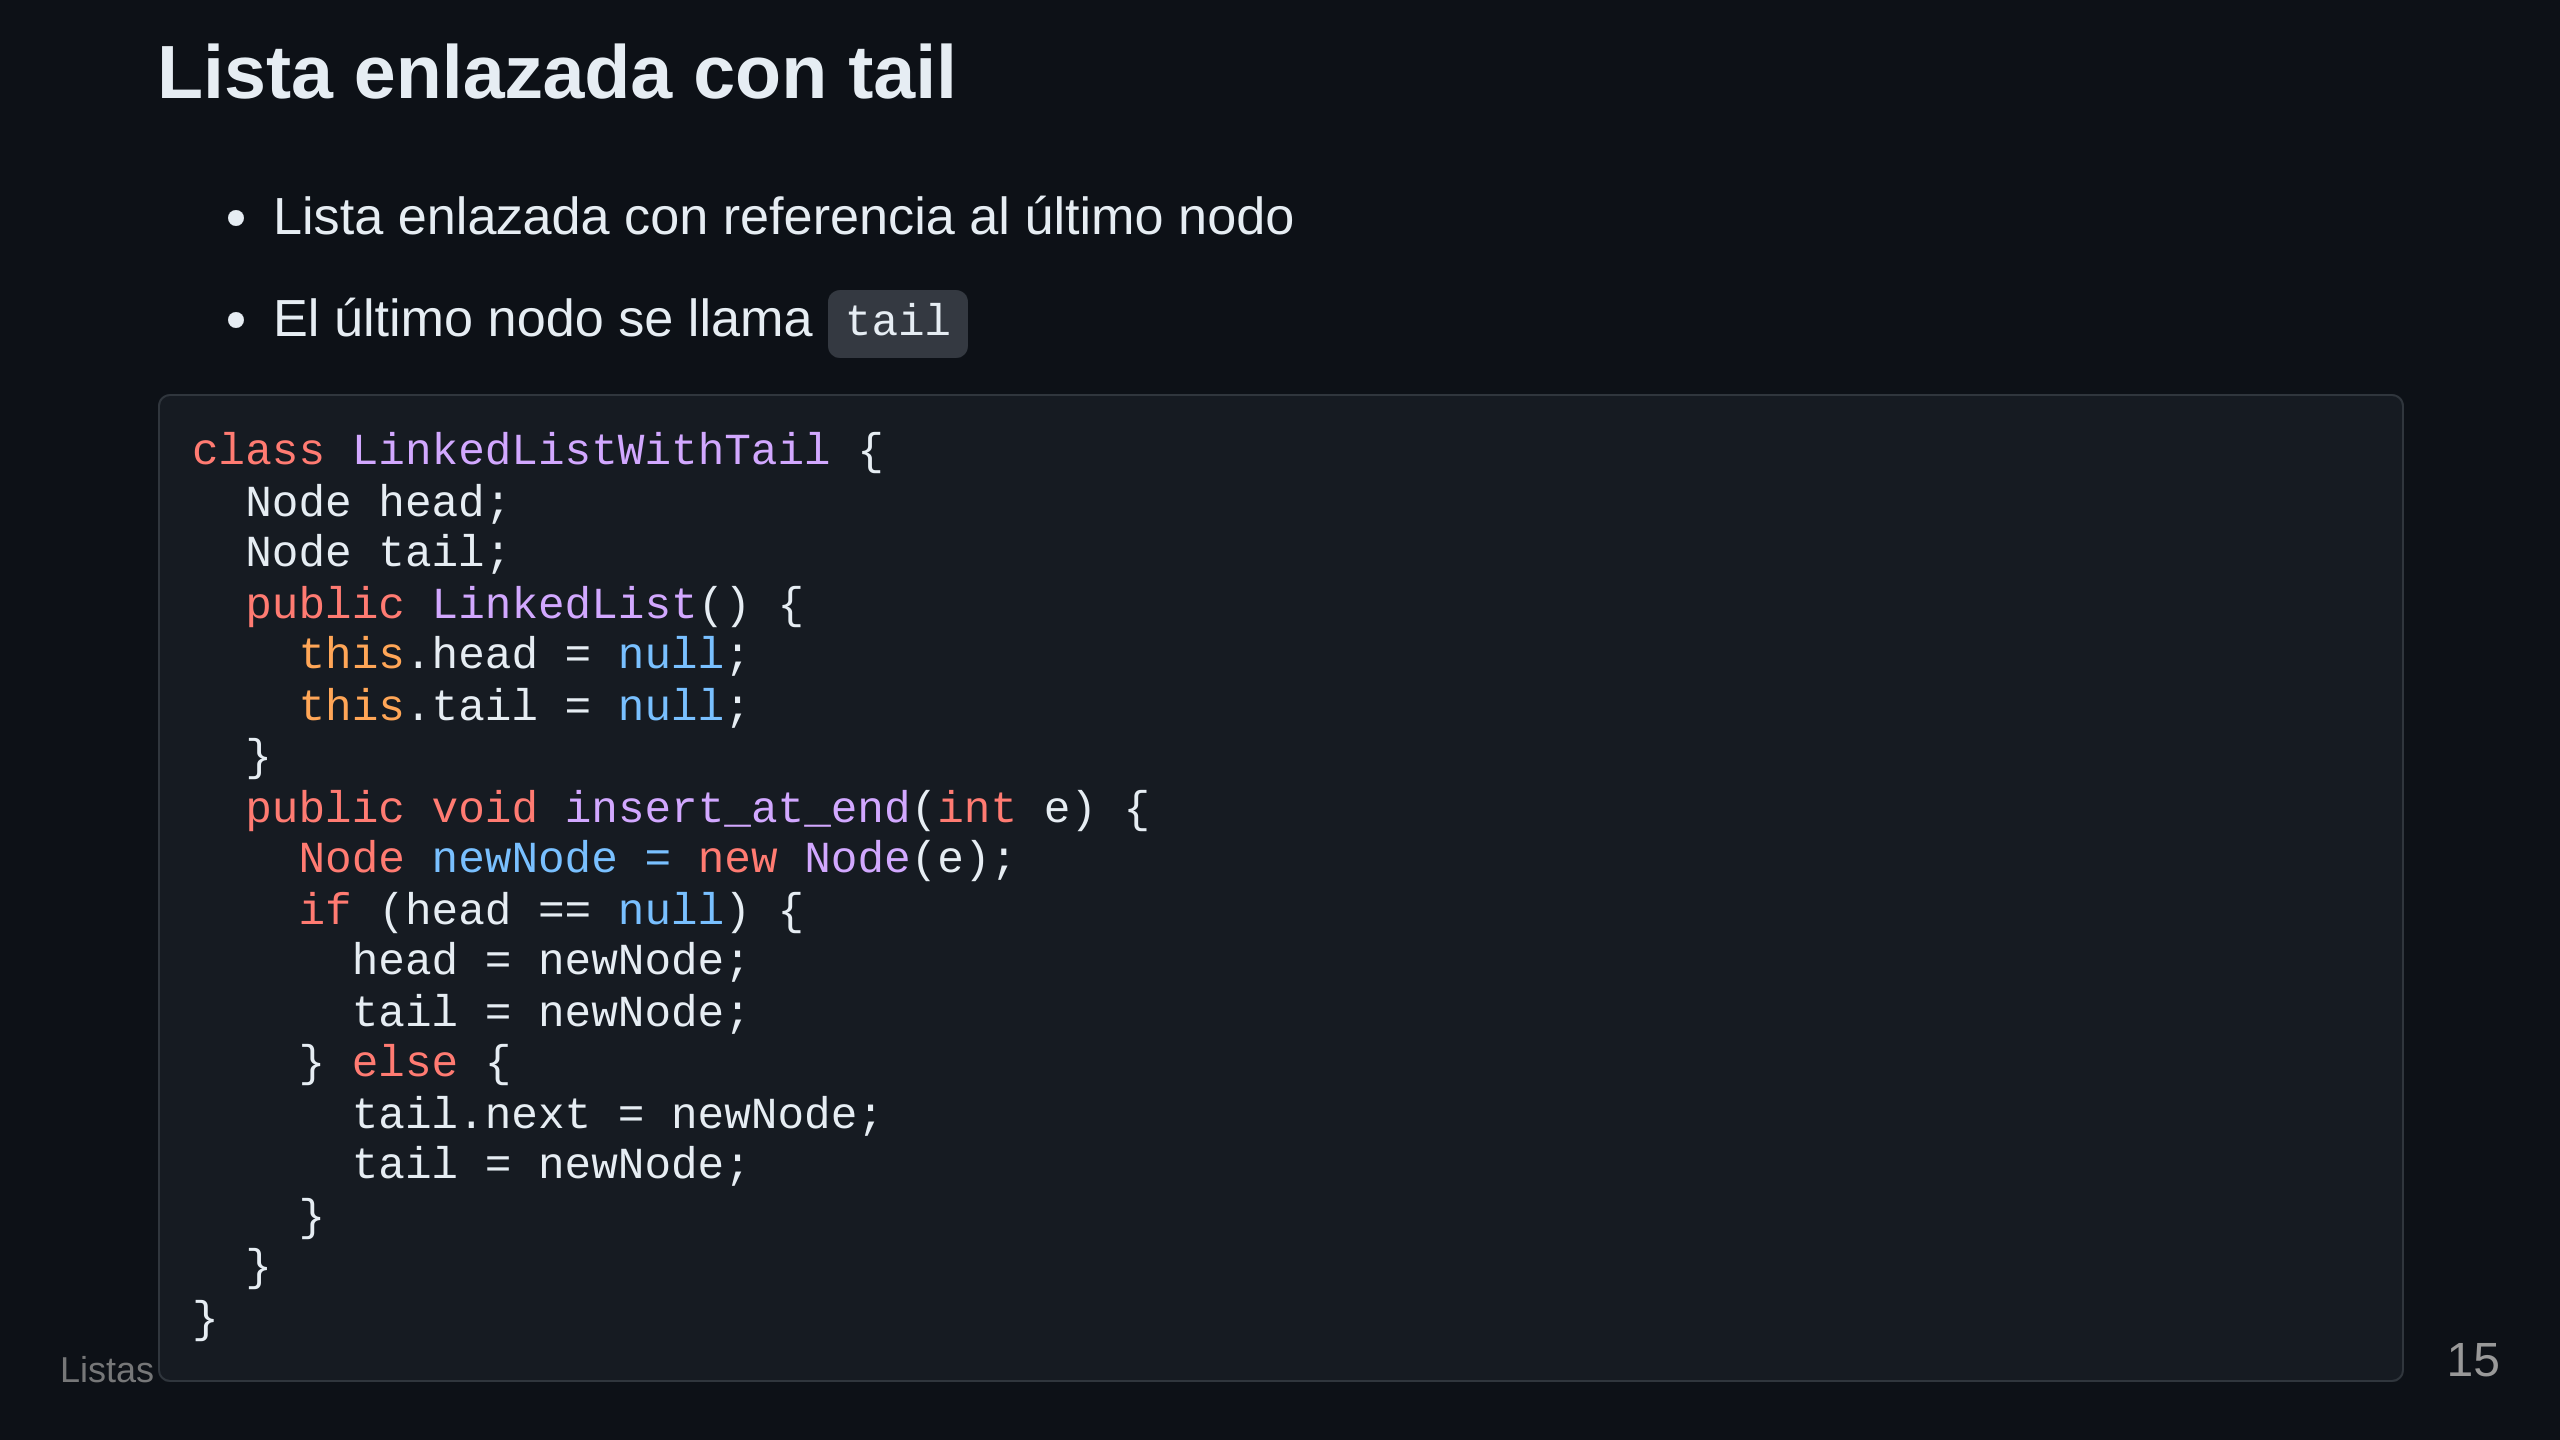 Lista enlazada con tail
• Lista enlazada con referencia al último nodo
• El último nodo se llama tail
class LinkedListWithTail {
  Node head;
  Node tail;
  public LinkedList() {
    this.head = null;
    this.tail = null;
  }
  public void insert_at_end(int e) {
    Node newNode = new Node(e);
    if (head == null) {
      head = newNode;
      tail = newNode;
    } else {
      tail.next = newNode;
      tail = newNode;
    }
  }
}
Listas
15